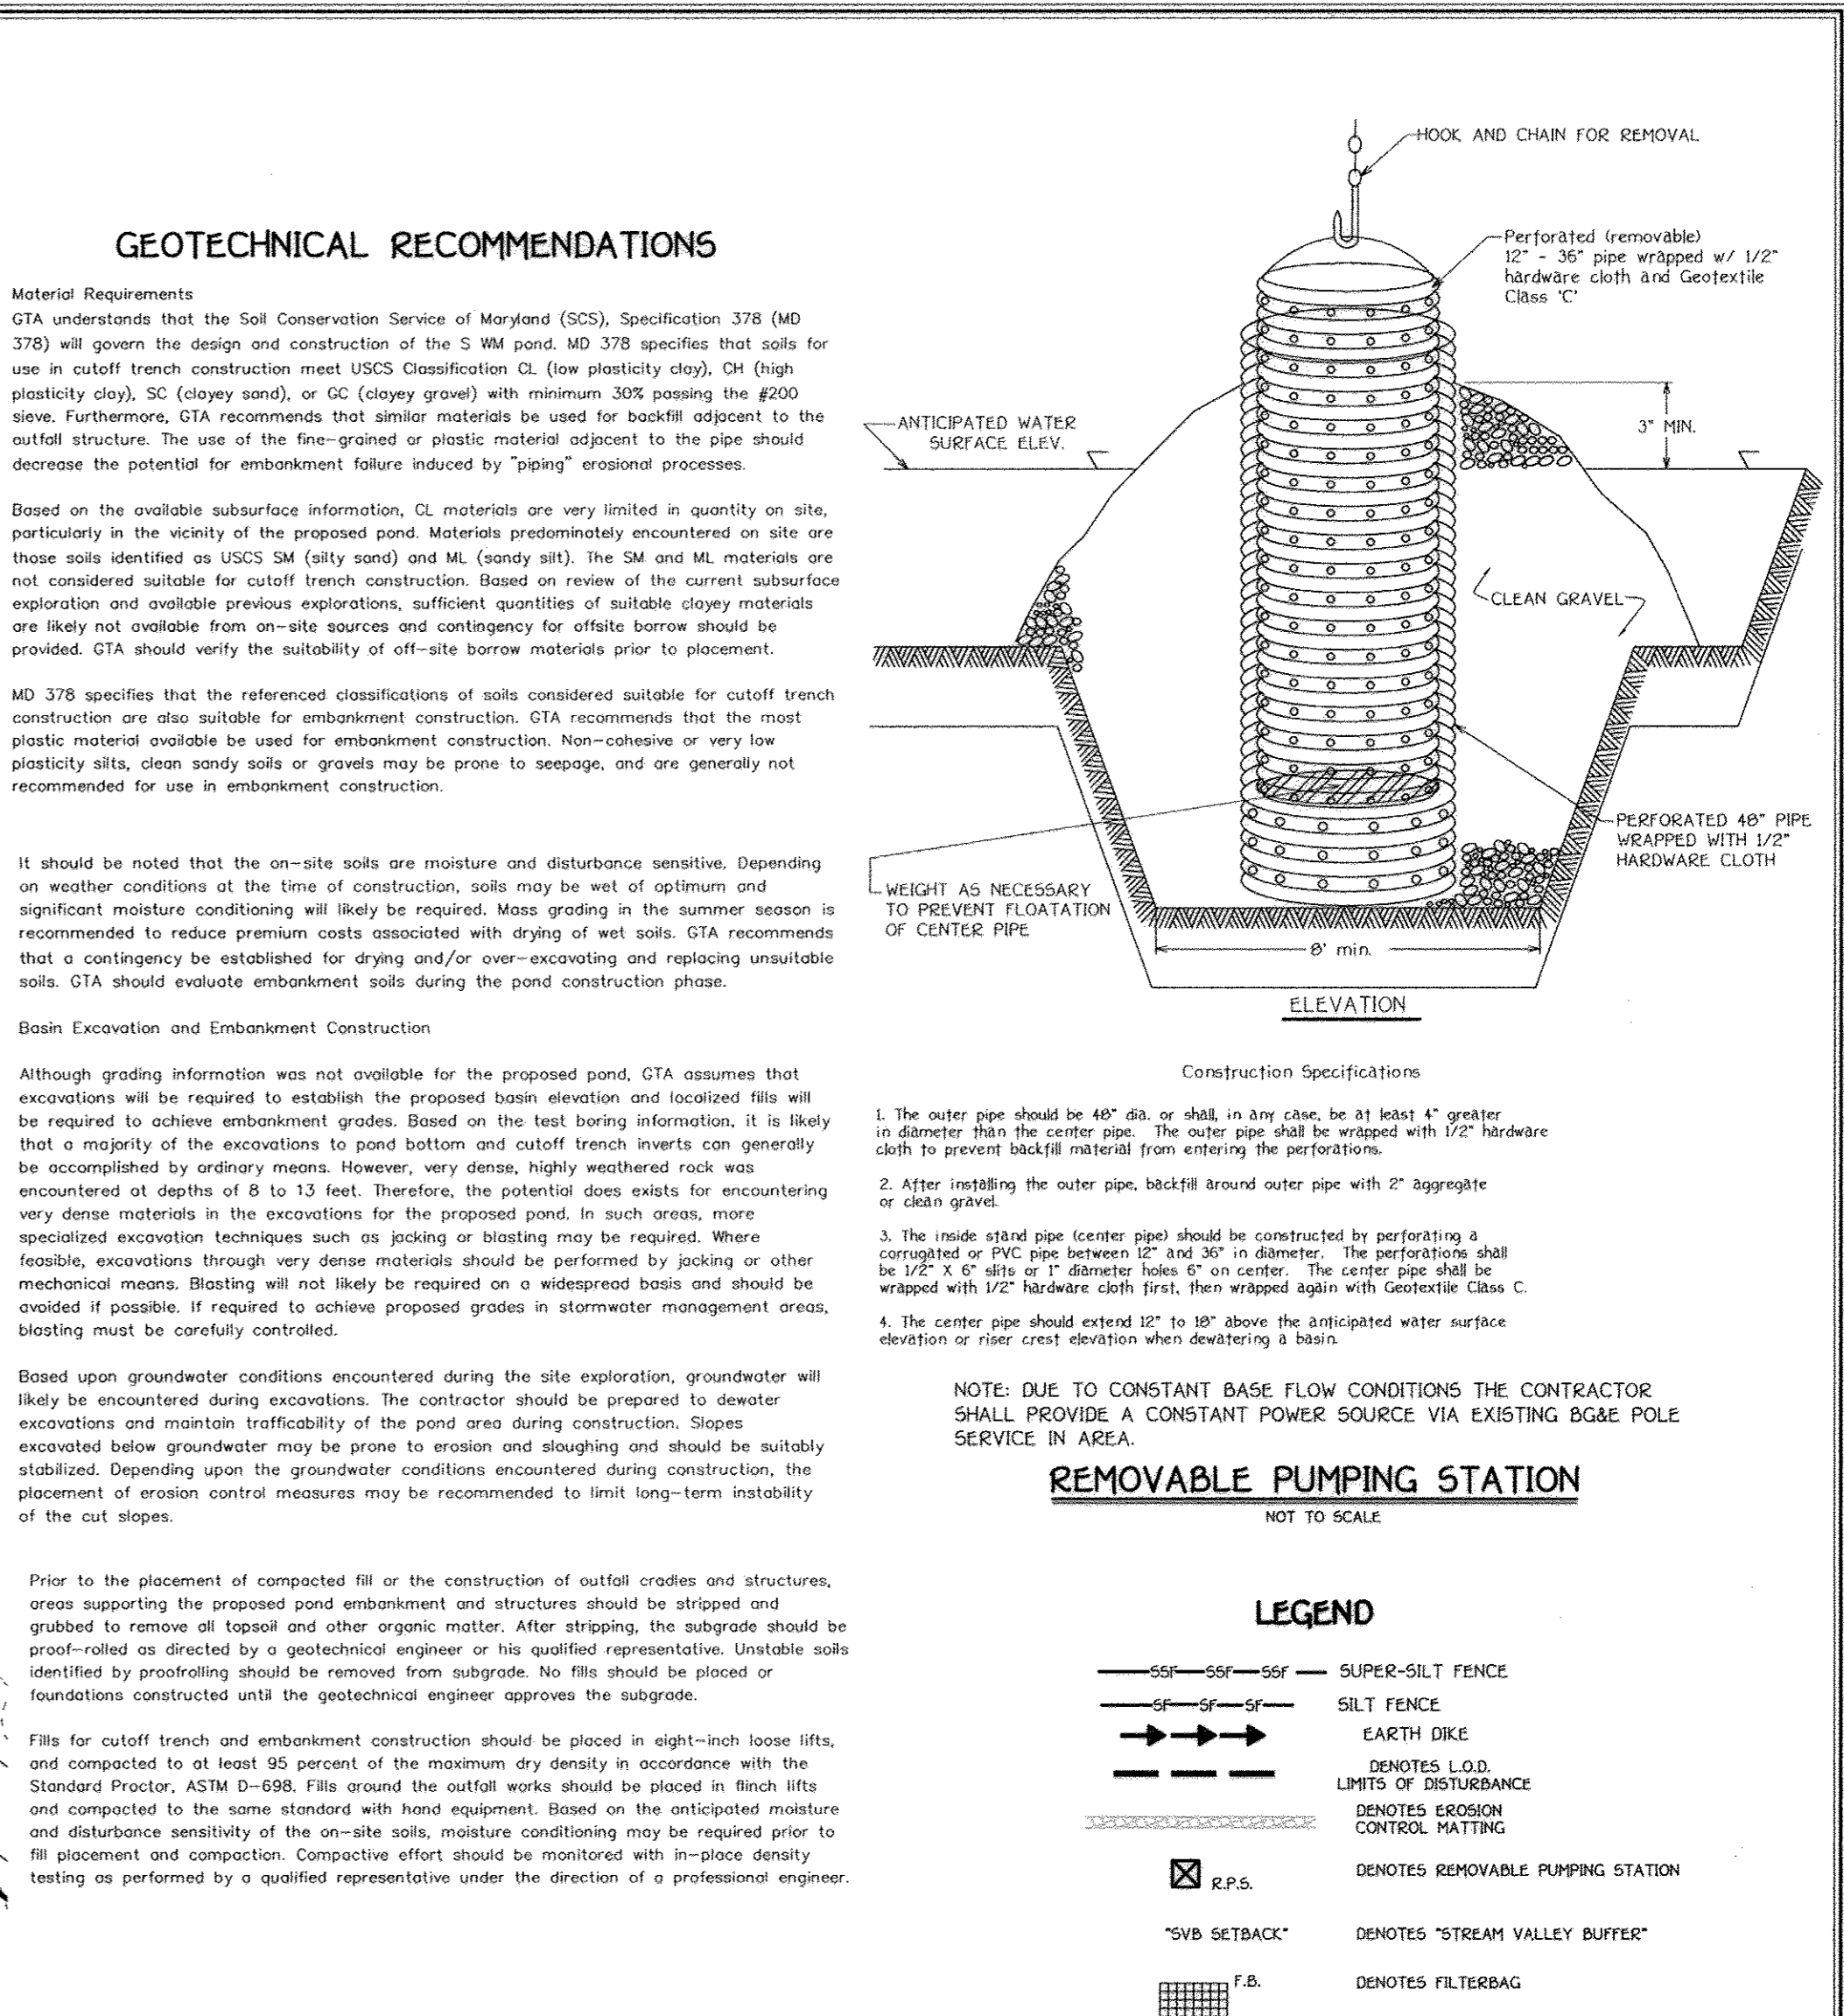 GEOTECHNICAL RECOMMENDATIONS
Material Requirements
GTA understands that the Soil Conservation Service of Maryland (SCS), Specification 378 (MD
378) will govern the design and construction of the S WM pond. MD 378 specifies that soils for
use in cutoff trench construction meet USCS Classification CL (low plasticity clay), CH (high
plasticity clay), SC (clayey sand), or GC (clayey gravel) with minimum 30% passing the #200
sieve. Furthermore, GTA recommends that similar materials be used for backfill adjacent to the
outfall structure. The use of the fine-grained or plastic material adjacent to the pipe should
decrease the potential for embankment failure induced by "piping" erosional processes.
Based on the available subsurface information, CL materials are very limited in quantity on site,
particularly in the vicinity of the proposed pond. Materials predominately encountered on site are
those soils identified as USCS SM (silty sand) and ML (sandy silt). The SM and ML materials are
not considered suitable for cutoff trench construction. Based on review of the current subsurface
exploration and available previous explorations, sufficient quantities of suitable clayey materials
are likely not available from on-site sources and contingency for offsite borrow should be
provided. GTA should verify the suitability of off-site borrow materials prior to placement.
MD 378 specifies that the referenced classifications of soils considered suitable for cutoff trench
construction are also suitable for embankment construction. GTA recommends that the most
plastic material available be used for embankment construction. Non-cohesive or very low
plasticity silts, clean sandy soils or gravels may be prone to seepage, and are generally not
recommended for use in embankment construction.
It should be noted that the on-site soils are moisture and disturbance sensitive. Depending
on weather conditions at the time of construction, soils may be wet of optimum and
significant moisture conditioning will likely be required. Mass grading in the summer season is
recommended to reduce premium costs associated with drying of wet soils. GTA recommends
that a contingency be established for drying and/or over-excavating and replacing unsuitable
soils. GTA should evaluate embankment soils during the pond construction phase.
Basin Excavation and Embankment Construction
Although grading information was not available for the proposed pond, GTA assumes that
excavations will be required to establish the proposed basin elevation and localized fills will
be required to achieve embankment grades. Based on the test boring information, it is likely
that a majority of the excavations to pond bottom and cutoff trench inverts can generally
be accomplished by ordinary means. However, very dense, highly weathered rock was
encountered at depths of 8 to 13 feet. Therefore, the potential does exists for encountering
very dense materials in the excavations for the proposed pond. In such areas, more
specialized excavation techniques such as jacking or blasting may be required. Where
feasible, excavations through very dense materials should be performed by jacking or other
mechanical means. Blasting will not likely be required on a widespread basis and should be
avoided if possible. If required to achieve proposed grades in stormwater management areas,
blasting must be carefully controlled.
Based upon groundwater conditions encountered during the site exploration, groundwater will
likely be encountered during excavations. The contractor should be prepared to dewater
excavations and maintain trafficability of the pond area during construction. Slopes
excavated below groundwater may be prone to erosion and sloughing and should be suitably
stabilized. Depending upon the groundwater conditions encountered during construction, the
placement of erosion control measures may be recommended to limit long-term instability
of the cut slopes.
Prior to the placement of compacted fill or the construction of outfall cradles and structures,
areas supporting the proposed pond embankment and structures should be stripped and
grubbed to remove all topsoil and other organic matter. After stripping, the subgrade should be
proof-rolled as directed by a geotechnical engineer or his qualified representative. Unstable soils
identified by proofrolling should be removed from subgrade. No fills should be placed or
foundations constructed until the geotechnical engineer approves the subgrade.
Fills for cutoff trench and embankment construction should be placed in eight-inch loose lifts,
and compacted to at least 95 percent of the maximum dry density in accordance with the
Standard Proctor, ASTM D-698. Fills around the outfall works should be placed in flinch lifts
and compacted to the same standard with hand equipment. Based on the anticipated moisture
and disturbance sensitivity of the on-site soils, moisture conditioning may be required prior to
fill placement and compaction. Compactive effort should be monitored with in-place density
testing as performed by a qualified representative under the direction of a professional engineer.
HOOK AND CHAIN FOR REMOVAL
Perforated (removable)
12" - 36" pipe wrapped w/ 1/2"
hardware cloth and Geotextile
Class 'C'
ANTICIPATED WATER
SURFACE ELEV.
3" MIN.
CLEAN GRAVEL
PERFORATED 48" PIPE
WRAPPED WITH 1/2"
HARDWARE CLOTH
WEIGHT AS NECESSARY
TO PREVENT FLOATATION
OF CENTER PIPE
8' min.
ELEVATION
Construction Specifications
1. The outer pipe should be 48" dia. or shall, in any case, be at least 4" greater
in diameter than the center pipe. The outer pipe shall be wrapped with 1/2" hardware
cloth to prevent backfill material from entering the perforations.
2. After installing the outer pipe, backfill around outer pipe with 2" aggregate
or clean gravel.
3. The inside stand pipe (center pipe) should be constructed by perforating a
corrugated or PVC pipe between 12" and 36" in diameter. The perforations shall
be 1/2" X 6" slits or 1" diameter holes 6" on center. The center pipe shall be
wrapped with 1/2" hardware cloth first, then wrapped again with Geotextile Class C.
4. The center pipe should extend 12" to 18" above the anticipated water surface
elevation or riser crest elevation when dewatering a basin.
NOTE: DUE TO CONSTANT BASE FLOW CONDITIONS THE CONTRACTOR
SHALL PROVIDE A CONSTANT POWER SOURCE VIA EXISTING BG&E POLE
SERVICE IN AREA.
REMOVABLE PUMPING STATION
NOT TO SCALE
LEGEND
SSF SSF SSF SUPER-SILT FENCE
SF SF SF SILT FENCE
EARTH DIKE
DENOTES L.O.D.
LIMITS OF DISTURBANCE
DENOTES EROSION
CONTROL MATTING
R.P.S. DENOTES REMOVABLE PUMPING STATION
"SVB SETBACK" DENOTES "STREAM VALLEY BUFFER"
F.B. DENOTES FILTERBAG